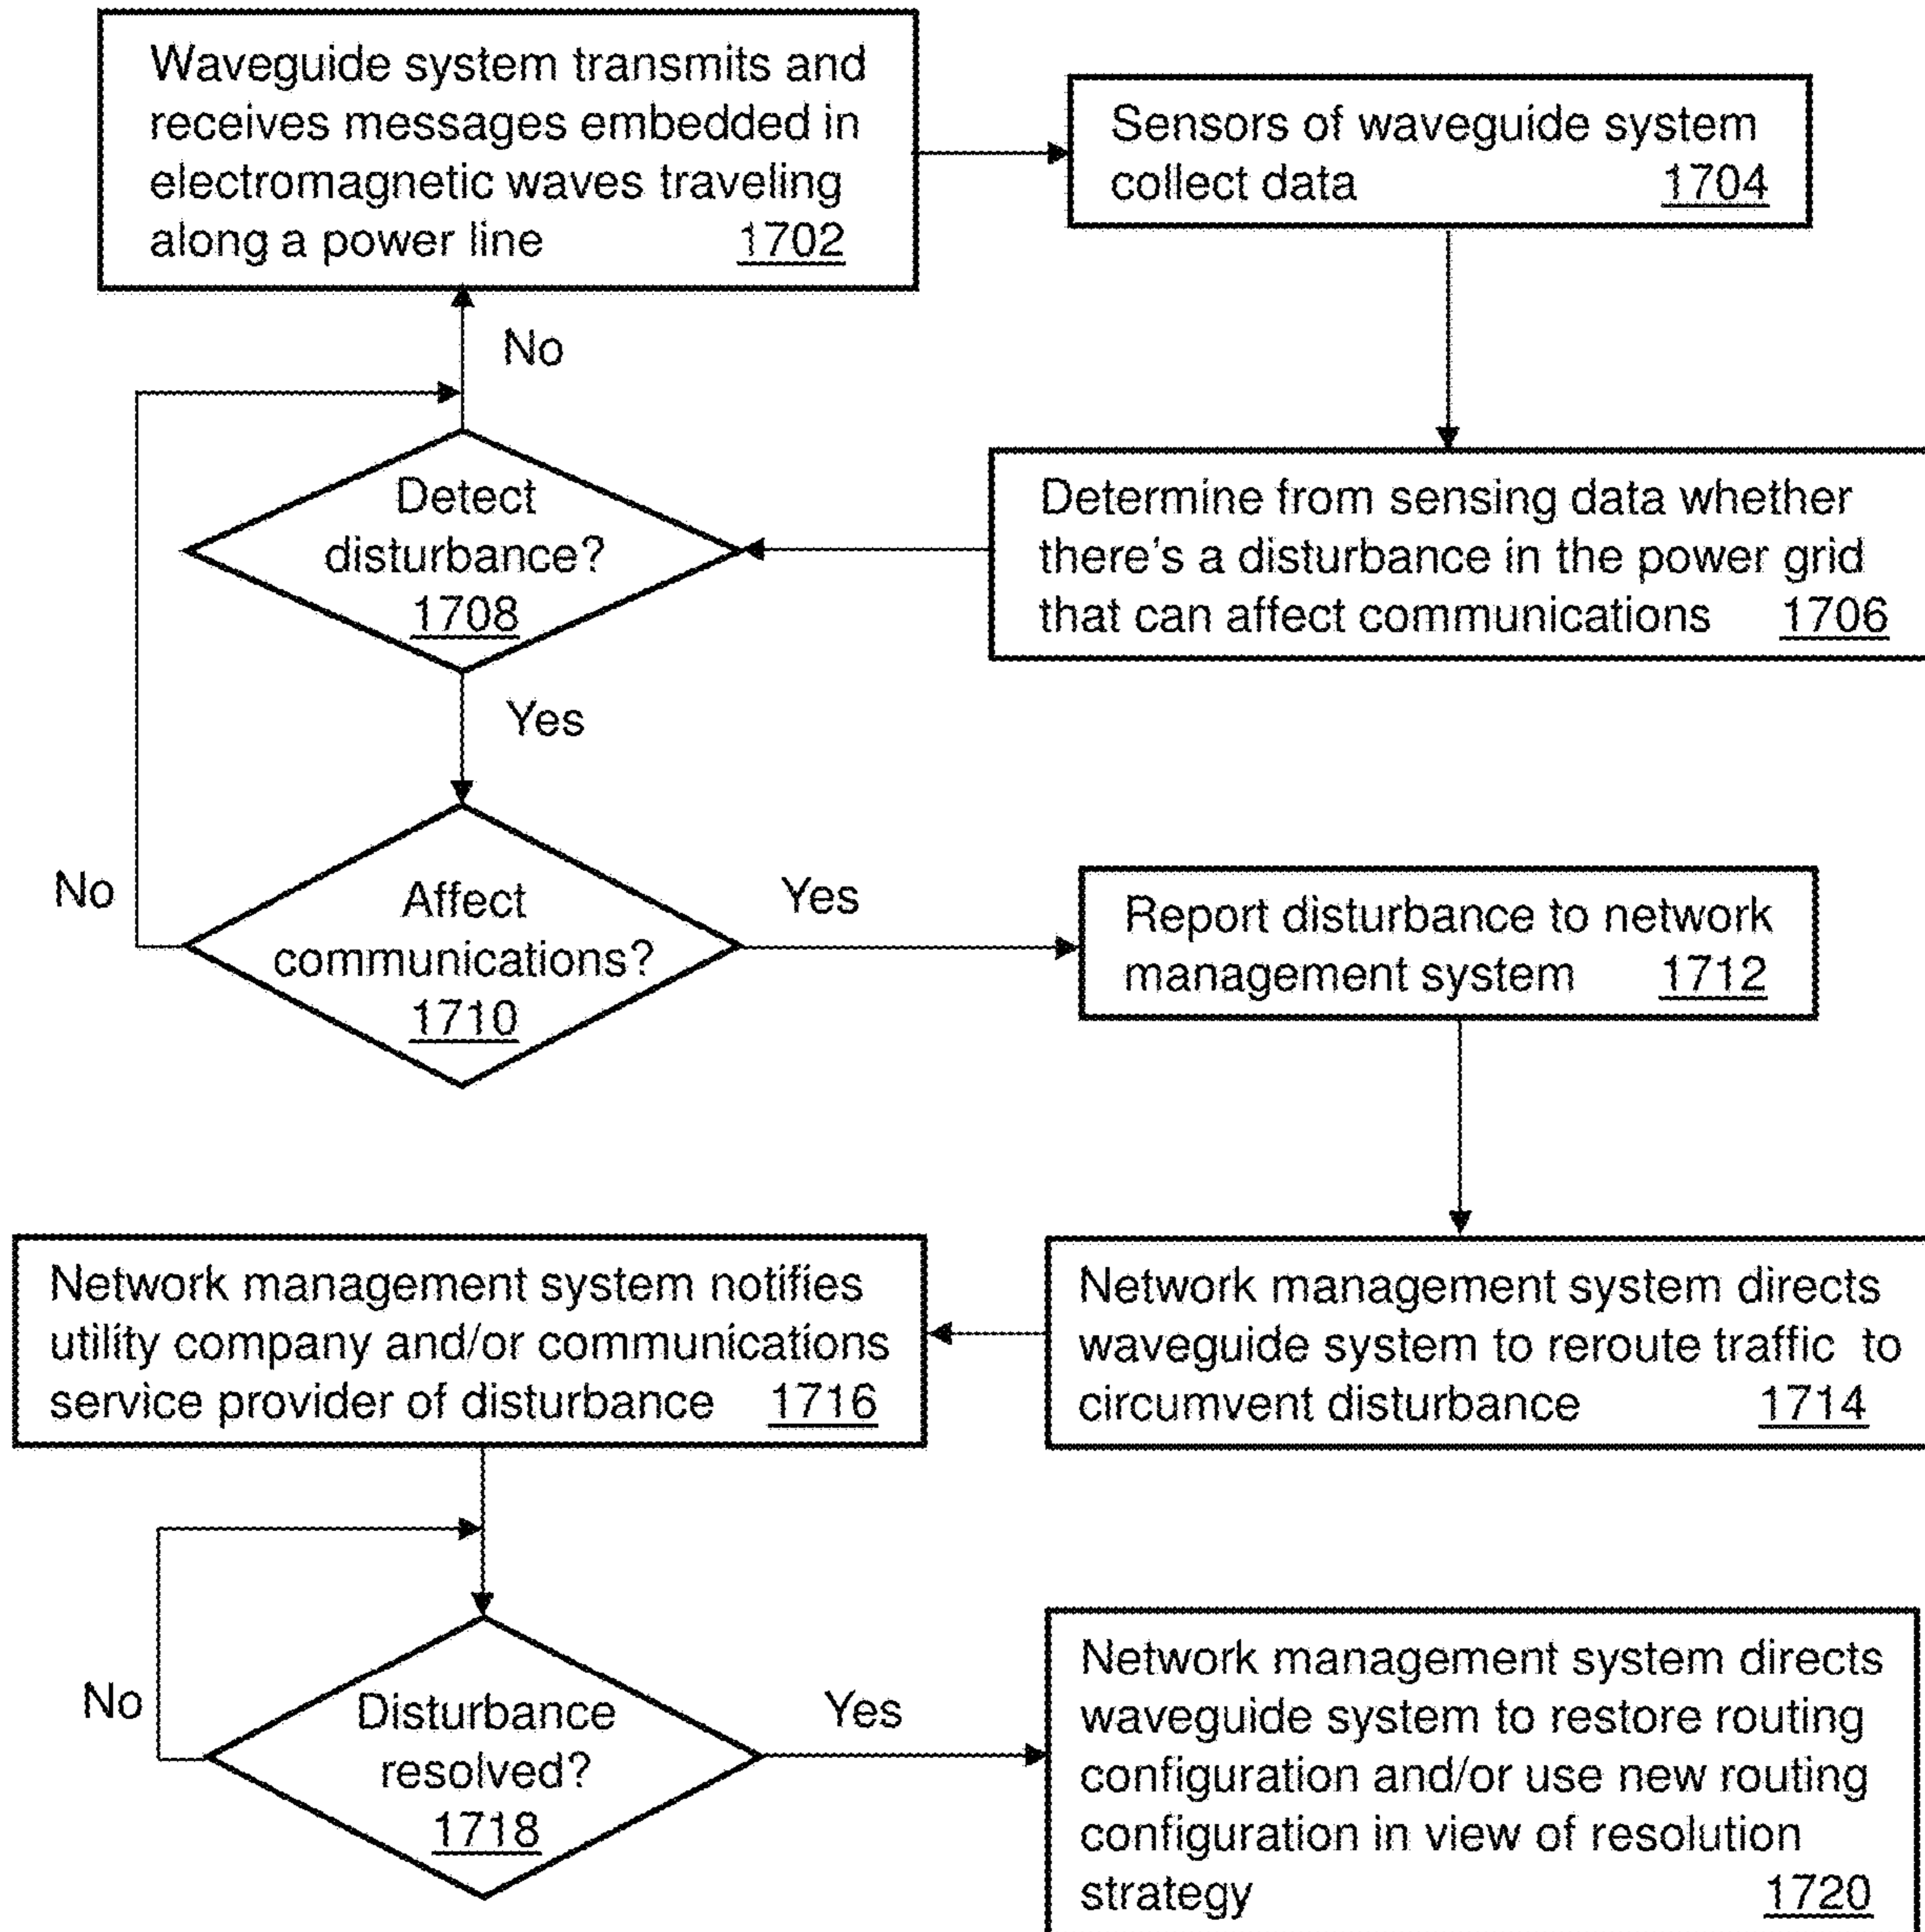 Waveguide system transmits and
receives messages embedded in
electromagnetic waves traveling
along a power line 1702
Sensors of waveguide system
collect data 1704
Determine from sensing data whether
there's a disturbance in the power grid
that can affect communications 1706
No
Detect
disturbance?
1708
Yes
No
Affect
communications?
1710
Yes
Report disturbance to network
management system 1712
Network management system directs
waveguide system to reroute traffic to
circumvent disturbance 1714
Network management system notifies
utility company and/or communications
service provider of disturbance 1716
No
Disturbance
resolved?
1718
Yes
Network management system directs
waveguide system to restore routing
configuration and/or use new routing
configuration in view of resolution
strategy 1720